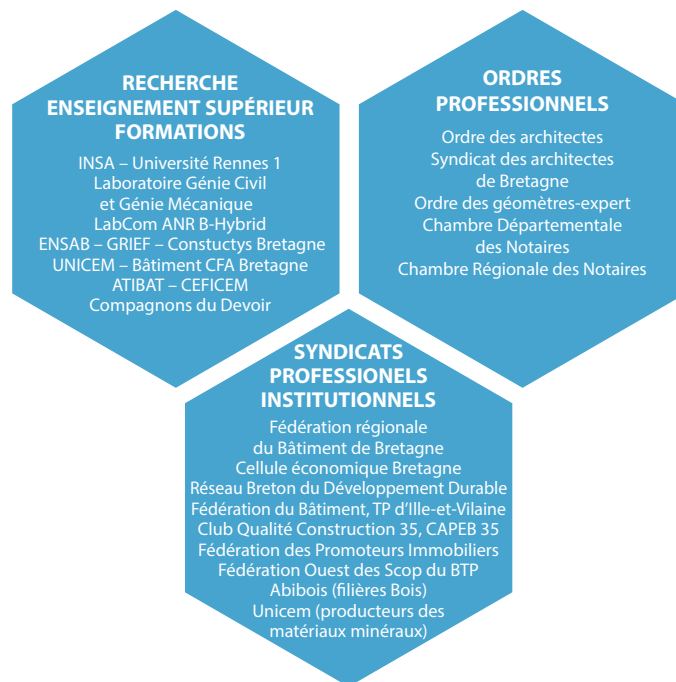 RECHERCHE
ENSEIGNEMENT SUPÉRIEUR
FORMATIONS
INSA – Université Rennes 1
Laboratoire Génie Civil
et Génie Mécanique
LabCom ANR B-Hybrid
ENSAB – GRIEF – Constuctys Bretagne
UNICEM – Bâtiment CFA Bretagne
ATIBAT – CEFICEM
Compagnons du Devoir
ORDRES
PROFESSIONNELS
Ordre des architectes
Syndicat des architectes
de Bretagne
Ordre des géomètres-expert
Chambre Départementale
des Notaires
Chambre Régionale des Notaires
SYNDICATS
PROFESSIONELS
INSTITUTIONNELS
Fédération régionale
du Bâtiment de Bretagne
Cellule économique Bretagne
Réseau Breton du Développement Durable
Fédération du Bâtiment, TP d'Ille-et-Vilaine
Club Qualité Construction 35, CAPEB 35
Fédération des Promoteurs Immobiliers
Fédération Ouest des Scop du BTP
Abibois (filières Bois)
Unicem (producteurs des
matériaux minéraux)